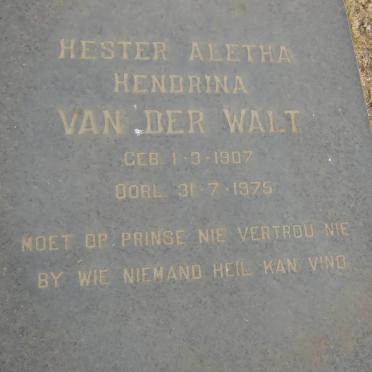 HESTER ALETHA
HENDRINA
VAN DER WALT
GEB. 1-3-1907
OORL. 31-7-1975
MOET OP PRINSE NIE VERTROU NIE
BY WIE NIEMAND HEIL KAN VIND